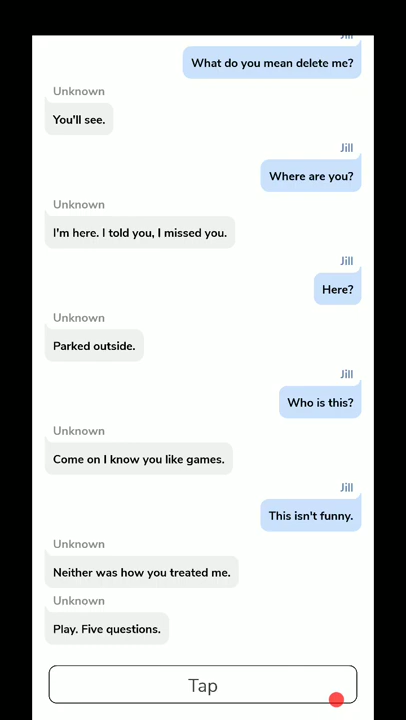 Jill
What do you mean delete me?
Unknown
You'll see.
Jill
Where are you?
Unknown
I'm here. I told you, I missed you.
Jill
Here?
Unknown
Parked outside.
Jill
Who is this?
Unknown
Come on I know you like games.
Jill
This isn't funny.
Unknown
Neither was how you treated me.
Unknown
Play. Five questions.
Tap